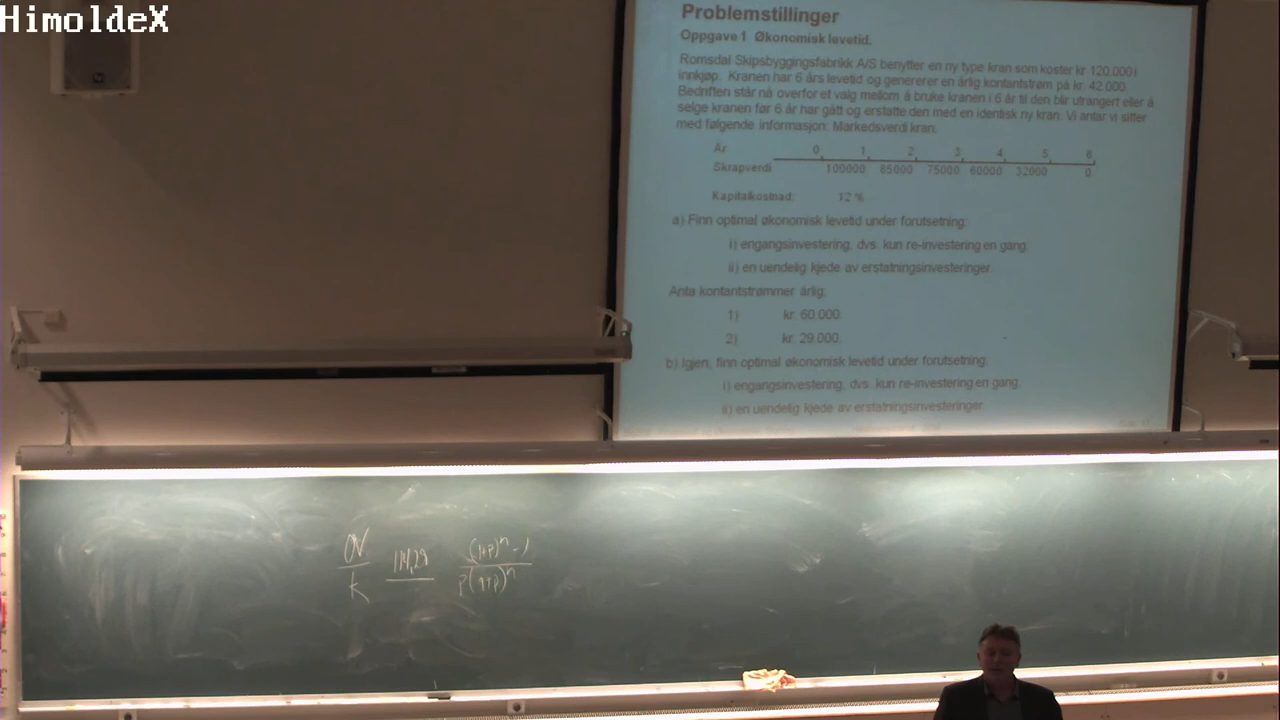 HimoldeX
Problemstillinger
Oppgave 1 Økonomisk levetid.
Romsdal Skipsbyggingsfabrikk A/S benytter en ny type kran som koster kr 120.000 i
innkjøp. Kranen har 6 års levetid og genererer en årlig kontantstrøm på kr. 42.000.
Bedriften står nå overfor et valg mellom å bruke kranen i 6 år til den blir utrangert eller å
selge kranen før 6 år har gått og erstatte den med en identisk ny kran. Vi antar vi sitter
med følgende informasjon: Markedsverdi kran:
År 0 1 2 3 4 5 6
Skrapverdi 100000 85000 75000 60000 32000 0
Kapitalkostnad: 12 %
a) Finn optimal økonomisk levetid under forutsetning:
i) engangsinvestering, dvs. kun re-investering en gang.
ii) en uendelig kjede av erstatningsinvesteringer.
Anta kontantstrømmer årlig:
1) kr. 60.000.
2) kr. 29.000.
b) Igjen, finn optimal økonomisk levetid under forutsetning:
i) engangsinvestering, dvs. kun re-investering en gang.
ii) en uendelig kjede av erstatningsinvesteringer.
(1+p)^n - 1
p(1+p)^n